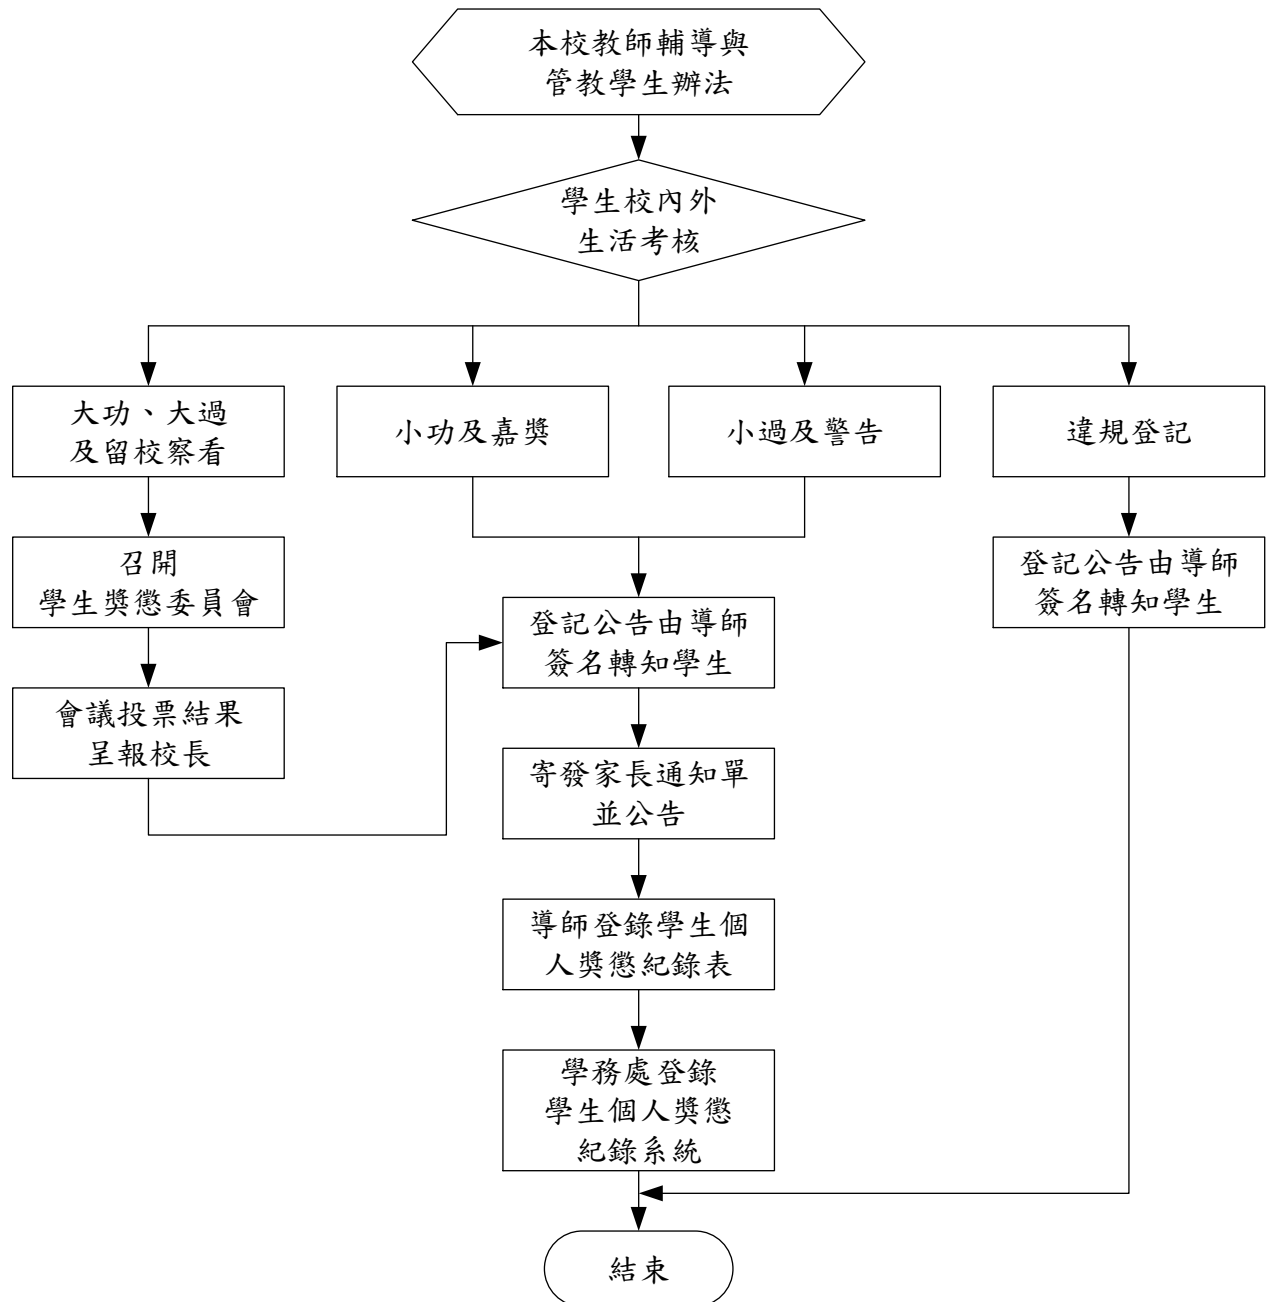 本校教師輔導與
管教學生辦法
學生校內外
生活考核
大功、大過
及留校察看
小功及嘉獎
小過及警告
違規登記
召開
學生獎懲委員會
登記公告由導師
簽名轉知學生
登記公告由導師
簽名轉知學生
會議投票結果
呈報校長
寄發家長通知單
並公告
導師登錄學生個
人獎懲紀錄表
學務處登錄
學生個人獎懲
紀錄系統
結束